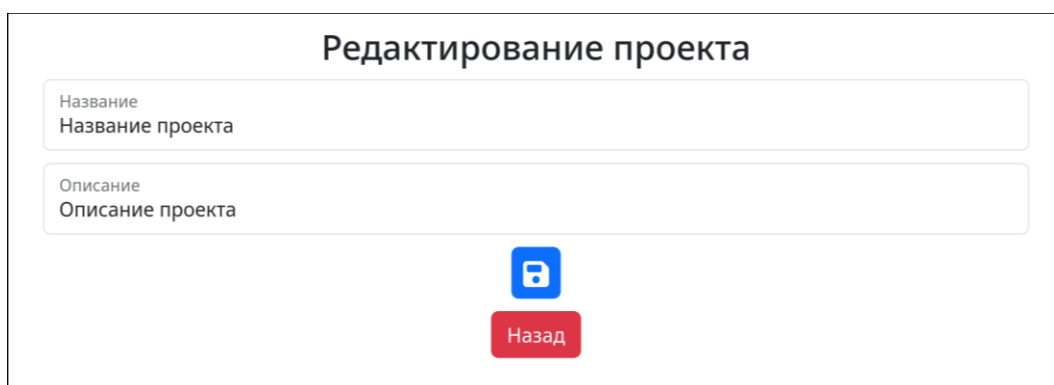 Редактирование проекта
Название
Название проекта
Описание
Описание проекта
Назад